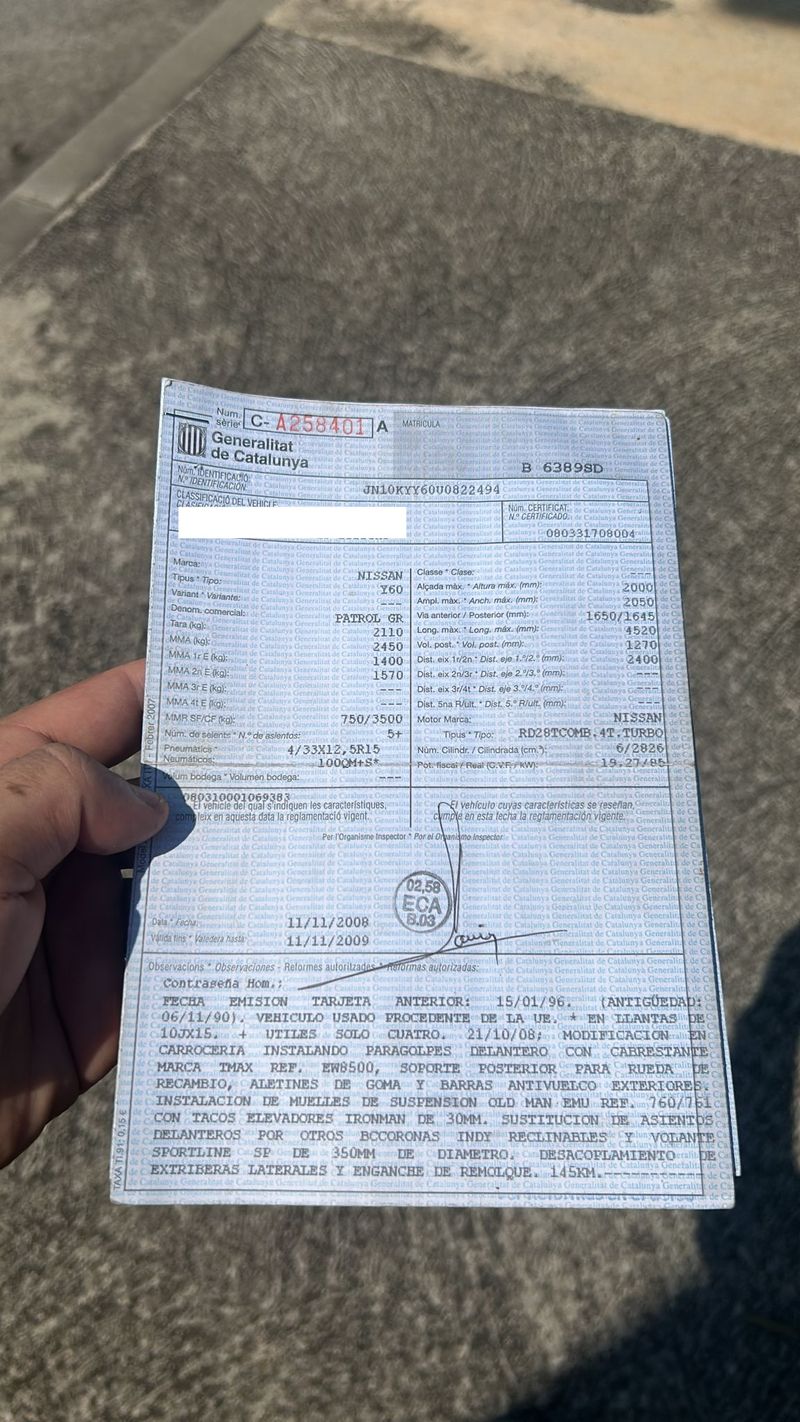 Núm. sèrie C- A258401 A
MATRÍCULA
Generalitat
de Catalunya
B 6389SD
Núm. IDENTIFICACIÓ
N.º IDENTIFICACIÓN
JN10KYY60U0822494
CLASSIFICACIÓ DEL VEHICLE
Núm. CERTIFICAT.
N.º CERTIFICADO.
080331708004
Marca: NISSAN
Tipus * Tipo: Y60
Variant * Variante: ---
Denom. comercial: PATROL GR
Tara (kg): 2110
MMA (kg): 2450
MMA 1r E (kg): 1400
MMA 2n E (kg): 1570
MMA 3r E (kg): ---
MMA 4t E (kg): ---
MMR SF/CF (kg): 750/3500
Núm. de seients * N.º de asientos: 5+
Pneumàtics * 4/33X12,5R15
Neumáticos: 100QM+S*
Volum bodega * Volumen bodega: ---
Classe * Clase: ---
Alçada màx. * Altura máx. (mm): 2000
Ampl. màx. * Anch. máx. (mm): 2050
Via anterior / Posterior (mm): 1650/1645
Long. màx. * Long. máx. (mm): 4520
Vol. post. * Vol. post. (mm): 1270
Dist. eix 1r/2n * Dist. eje 1.º/2.º (mm): 2400
Dist. eix 2n/3r * Dist. eje 2.º/3.º (mm): ---
Dist. eix 3r/4t * Dist. eje 3.º/4.º (mm): ---
Dist. 5na R/ult. * Dist. 5.ª R/ult. (mm): ---
Motor Marca: NISSAN
Tipus * Tipo: RD28TCOMB.4T.TURBO
Núm. Cilindr. / Cilindrada (cm.³): 6/2826
Pot. fiscal / Real (C.V.F. / kW): 19.27/85
080310001069383
El vehicle del qual s'indiquen les característiques,
compleix en aquesta data la reglamentació vigent.
El vehículo cuyas características se reseñan,
cumple en esta fecha la reglamentación vigente.
Per l'Organisme Inspector * Por el Organismo Inspector
02,58
ECA
B.03
Data * Fecha: 11/11/2008
Vàlida fins * Valedera hasta: 11/11/2009
Observacions * Observaciones - Reformes autoritzades * Reformas autorizadas:
Contraseña Hom.:
FECHA EMISION TARJETA ANTERIOR: 15/01/96. (ANTIGÜEDAD:
06/11/90). VEHICULO USADO PROCEDENTE DE LA UE. * EN LLANTAS DE
10JX15. + UTILES SOLO CUATRO. 21/10/08; MODIFICACION EN
CARROCERIA INSTALANDO PARAGOLPES DELANTERO CON CABRESTANTE
MARCA TMAX REF. EW8500, SOPORTE POSTERIOR PARA RUEDA DE
RECAMBIO, ALETINES DE GOMA Y BARRAS ANTIVUELCO EXTERIORES.
INSTALACION DE MUELLES DE SUSPENSION OLD MAN EMU REF. 760/761
CON TACOS ELEVADORES IRONMAN DE 30MM. SUSTITUCION DE ASIENTOS
DELANTEROS POR OTROS BCCORONAS INDY RECLINABLES Y VOLANTE
SPORTLINE SP DE 350MM DE DIAMETRO. DESACOPLAMIENTO DE
EXTRIBERAS LATERALES Y ENGANCHE DE REMOLQUE. 145KM.
TAXA T1.91: 0,15 €
Febrer 2007